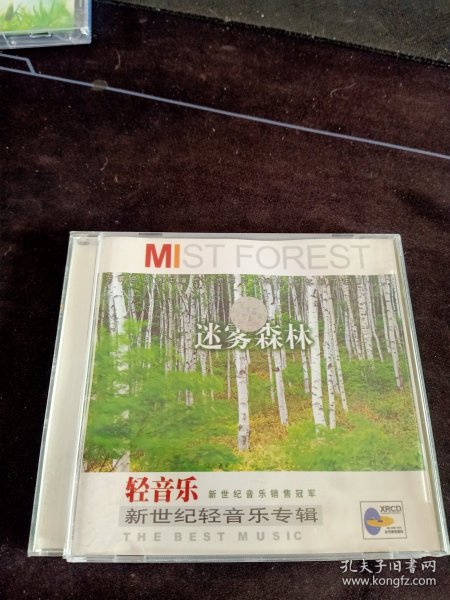 MIST FOREST
迷雾森林
轻音乐 新世纪音乐销售冠军
新世纪轻音乐专辑
THE BEST MUSIC
XRCD
孔夫子旧书网
www.kongfz.com